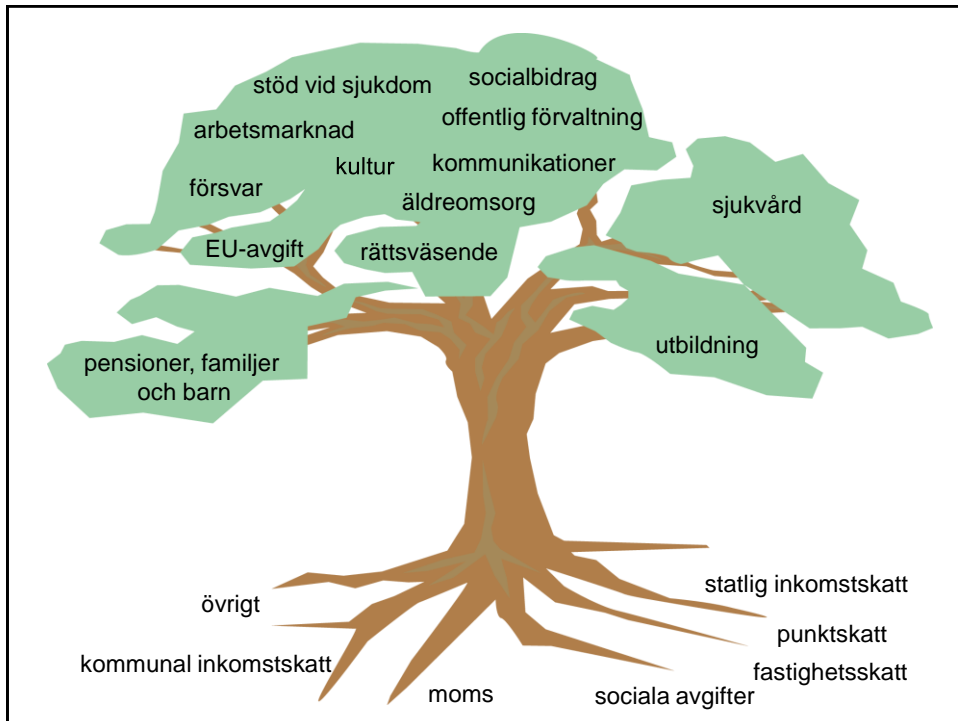 socialbidrag
stöd vid sjukdom
offentlig förvaltning
arbetsmarknad
kultur
kommunikationer
försvar
äldreomsorg
sjukvård
EU-avgift
rättsväsende
utbildning
pensioner, familjer
och barn
statlig inkomstskatt
övrigt
punktskatt
kommunal inkomstskatt
fastighetsskatt
moms
sociala avgifter